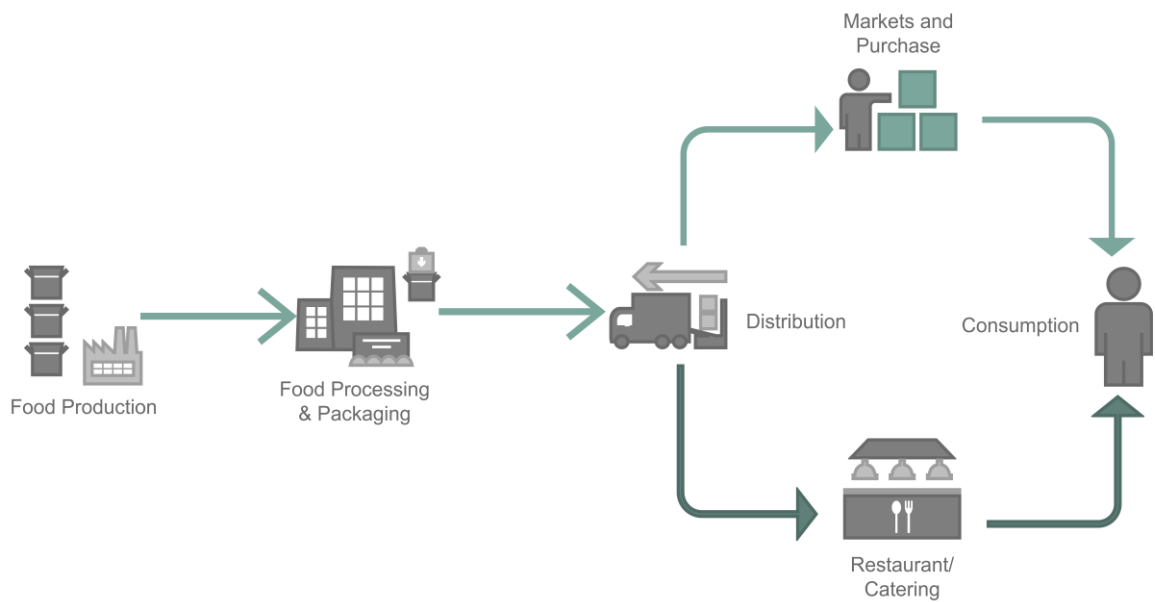 Markets and
Purchase
Distribution
Consumption
Food Processing
& Packaging
Food Production
Restaurant/
Catering